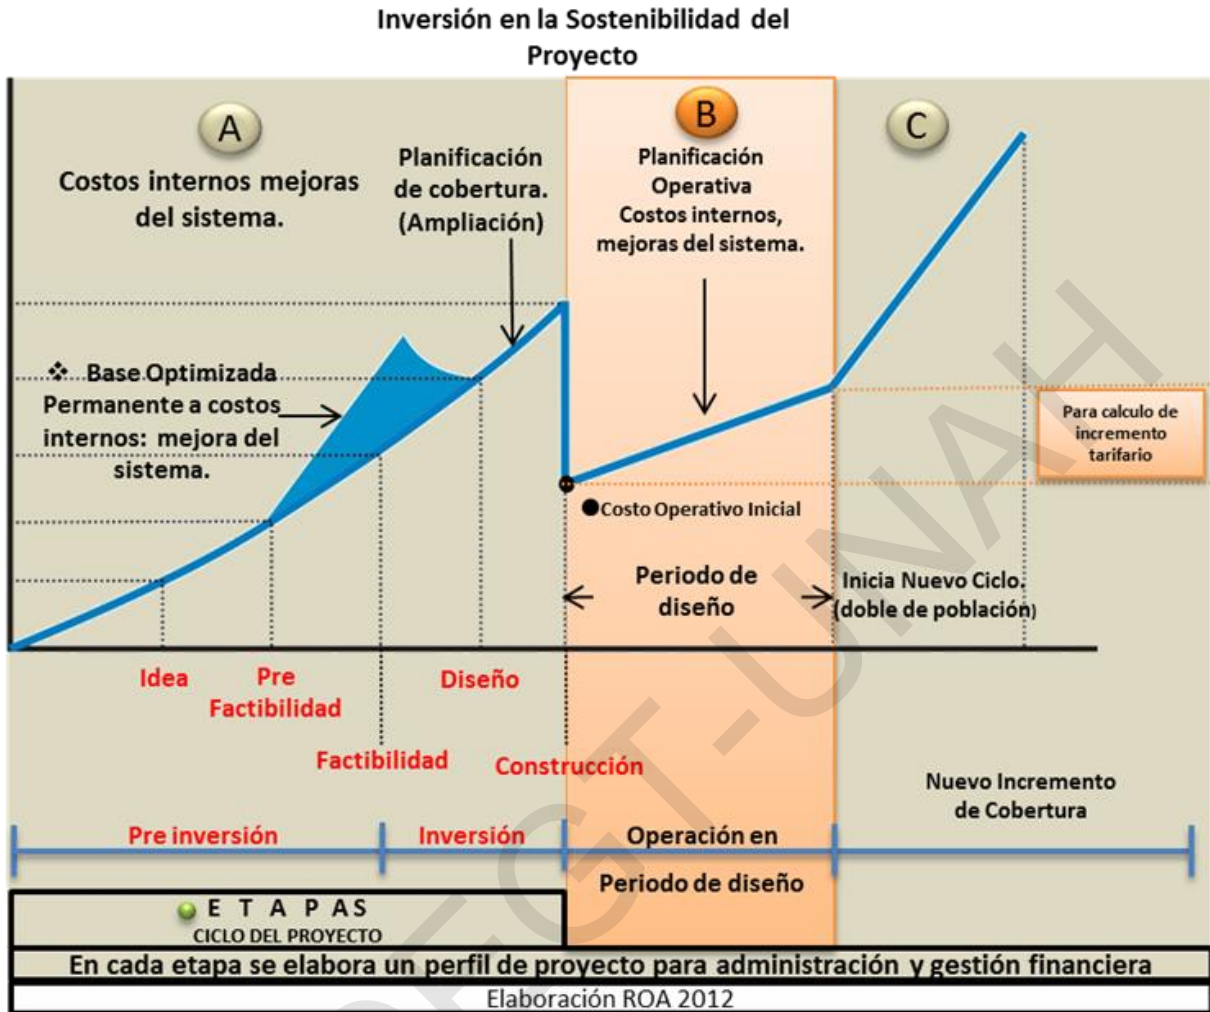 Inversión en la Sostenibilidad del
Proyecto
A
Costos internos mejoras
del sistema.
Planificación
de cobertura.
(Ampliación)
B
Planificación
Operativa
Costos internos,
mejoras del sistema.
C
❖ Base Optimizada
Permanente a costos
internos: mejora del
sistema.
Para calculo de
incremento
tarifario
●Costo Operativo Inicial
Periodo de
diseño
Inicia Nuevo Ciclo.
(doble de población)
Idea
Pre
Factibilidad
Diseño
Factibilidad
Construcción
Nuevo Incremento
de Cobertura
Pre inversión
Inversión
Operación en
Periodo de diseño
E T A P A S
CICLO DEL PROYECTO
En cada etapa se elabora un perfil de proyecto para administración y gestión financiera
Elaboración ROA 2012
EGT-UNAH